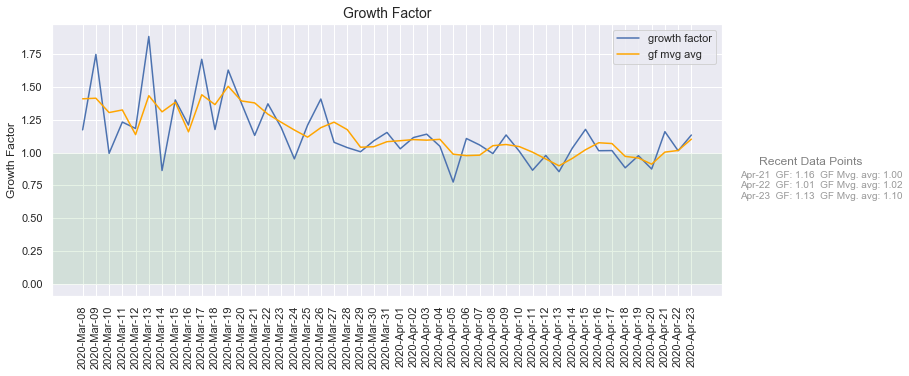 Growth Factor
growth factor
gf mvg avg
Growth Factor
1.75
1.50
1.25
1.00
0.75
0.50
0.25
0.00
Recent Data Points
Apr-21 GF: 1.16 GF Mvg. avg: 1.00
Apr-22 GF: 1.01 GF Mvg. avg: 1.02
Apr-23 GF: 1.13 GF Mvg. avg: 1.10
2020-Mar-08
2020-Mar-09
2020-Mar-10
2020-Mar-11
2020-Mar-12
2020-Mar-13
2020-Mar-14
2020-Mar-15
2020-Mar-16
2020-Mar-17
2020-Mar-18
2020-Mar-19
2020-Mar-20
2020-Mar-21
2020-Mar-22
2020-Mar-23
2020-Mar-24
2020-Mar-25
2020-Mar-26
2020-Mar-27
2020-Mar-28
2020-Mar-29
2020-Mar-30
2020-Mar-31
2020-Apr-01
2020-Apr-02
2020-Apr-03
2020-Apr-04
2020-Apr-05
2020-Apr-06
2020-Apr-07
2020-Apr-08
2020-Apr-09
2020-Apr-10
2020-Apr-11
2020-Apr-12
2020-Apr-13
2020-Apr-14
2020-Apr-15
2020-Apr-16
2020-Apr-17
2020-Apr-18
2020-Apr-19
2020-Apr-20
2020-Apr-21
2020-Apr-22
2020-Apr-23